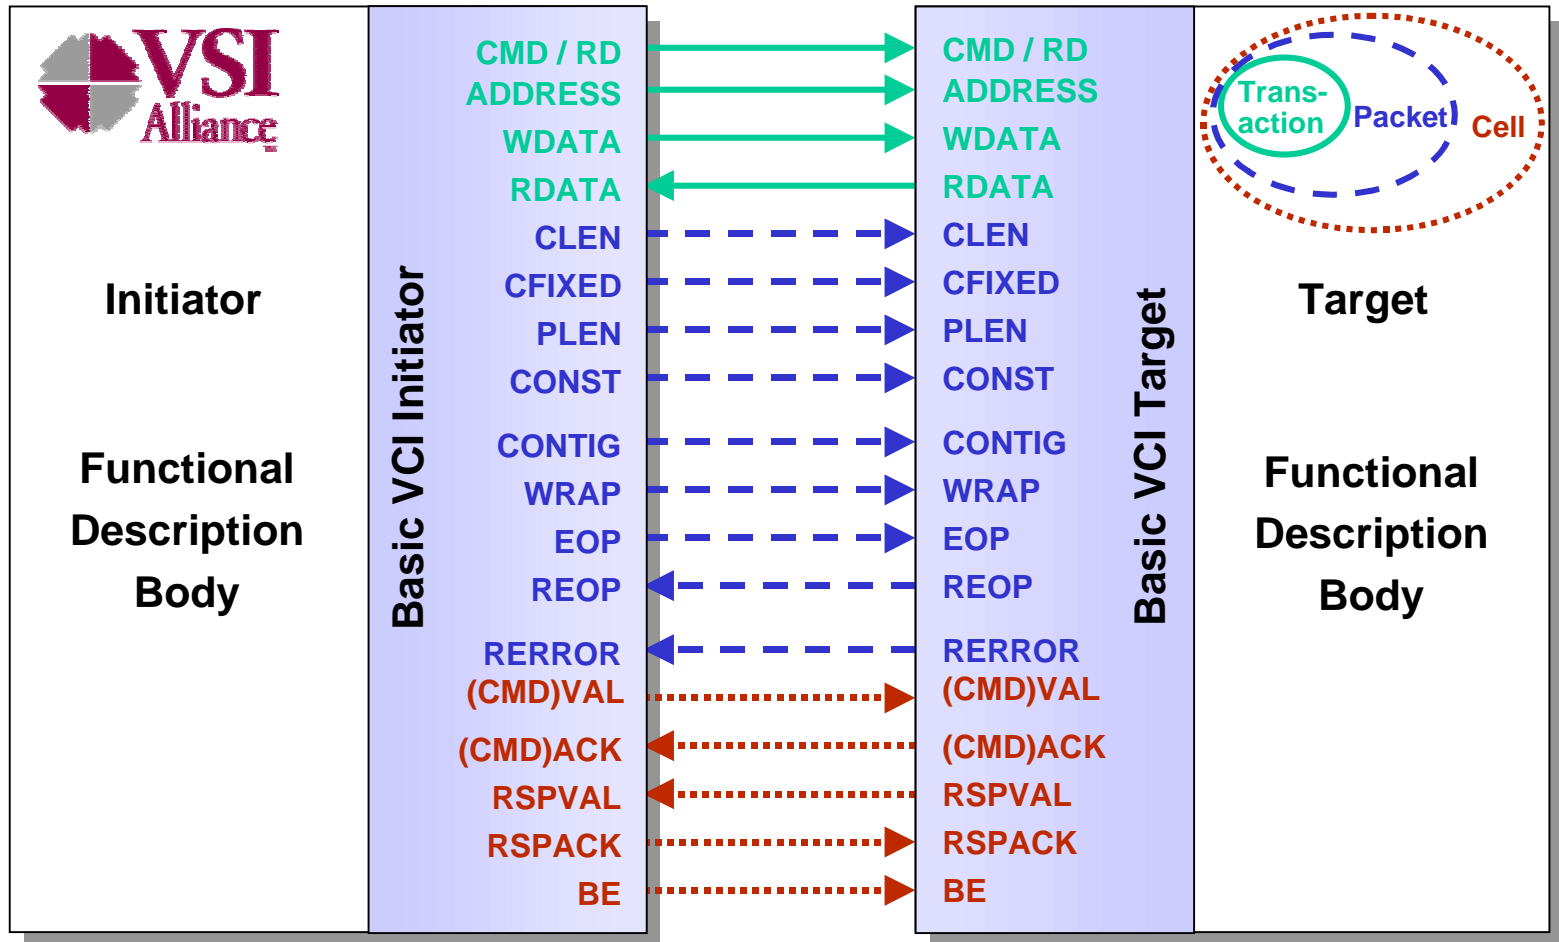 VSI
Alliance
Initiator
Functional
Description
Body
Basic VCI Initiator
CMD / RD
ADDRESS
WDATA
RDATA
CLEN
CFIXED
PLEN
CONST
CONTIG
WRAP
EOP
REOP
RERROR
(CMD)VAL
(CMD)ACK
RSPVAL
RSPACK
BE
CMD / RD
ADDRESS
WDATA
RDATA
CLEN
CFIXED
PLEN
CONST
CONTIG
WRAP
EOP
REOP
RERROR
(CMD)VAL
(CMD)ACK
RSPVAL
RSPACK
BE
Basic VCI Target
Trans-
action
Packet
Cell
Target
Functional
Description
Body